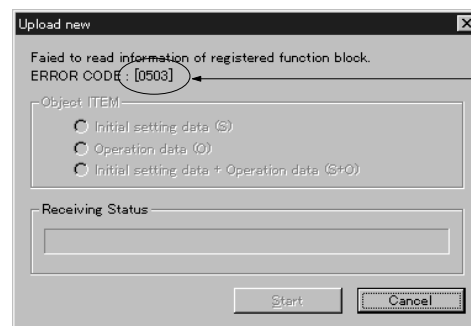 Upload new
Faied to read information of registered function block.
ERROR CODE : [0503]
Object ITEM
Initial setting data (S)
Operation data (O)
Initial setting data + Operation data (S+O)
Receiving Status
Start
Cancel